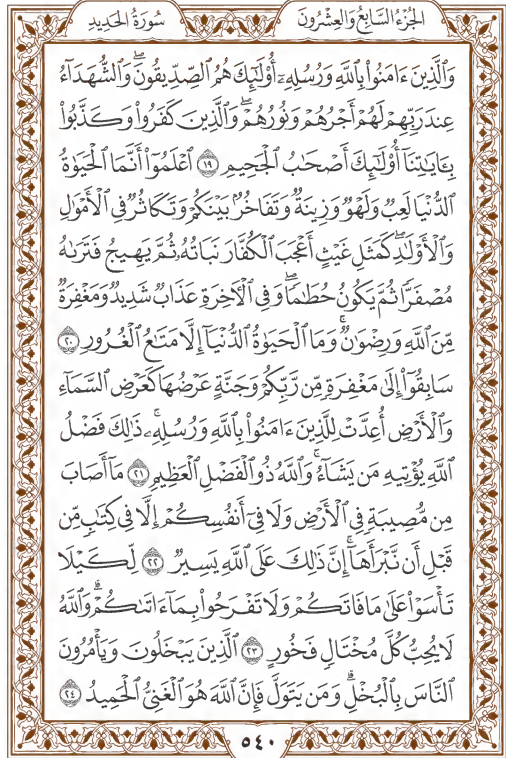 الجزء السابع والعشرون
سورة الحديد
وَالَّذِينَ ءَامَنُوا۟ بِاللَّهِ وَرُسُلِهِۦٓ أُو۟لَـٰٓئِكَ هُمُ الصِّدِّيقُونَ ۖ وَالشُّهَدَآءُ
عِندَ رَبِّهِمْ لَهُمْ أَجْرُهُمْ وَنُورُهُمْ ۖ وَالَّذِينَ كَفَرُوا۟ وَكَذَّبُوا۟
بِـَٔايَـٰتِنَآ أُو۟لَـٰٓئِكَ أَصْحَـٰبُ الْجَحِيمِ ١٩ اعْلَمُوٓا۟ أَنَّمَا الْحَيَوٰةُ
الدُّنْيَا لَعِبٌ وَلَهْوٌ وَزِينَةٌ وَتَفَاخُرٌۢ بَيْنَكُمْ وَتَكَاثُرٌ فِى الْأَمْوَٰلِ
وَالْأَوْلَـٰدِ ۖ كَمَثَلِ غَيْثٍ أَعْجَبَ الْكُفَّارَ نَبَاتُهُۥ ثُمَّ يَهِيجُ فَتَرَىٰهُ
مُصْفَرًّا ثُمَّ يَكُونُ حُطَـٰمًا ۖ وَفِى الْـَٔاخِرَةِ عَذَابٌ شَدِيدٌ وَمَغْفِرَةٌ
مِّنَ اللَّهِ وَرِضْوَٰنٌ ۚ وَمَا الْحَيَوٰةُ الدُّنْيَآ إِلَّا مَتَـٰعُ الْغُرُورِ ٢٠
سَابِقُوٓا۟ إِلَىٰ مَغْفِرَةٍ مِّن رَّبِّكُمْ وَجَنَّةٍ عَرْضُهَا كَعَرْضِ السَّمَآءِ
وَالْأَرْضِ أُعِدَّتْ لِلَّذِينَ ءَامَنُوا۟ بِاللَّهِ وَرُسُلِهِۦ ۚ ذَٰلِكَ فَضْلُ
اللَّهِ يُؤْتِيهِ مَن يَشَآءُ ۚ وَاللَّهُ ذُو الْفَضْلِ الْعَظِيمِ ٢١ مَآ أَصَابَ
مِن مُّصِيبَةٍ فِى الْأَرْضِ وَلَا فِىٓ أَنفُسِكُمْ إِلَّا فِى كِتَـٰبٍ مِّن
قَبْلِ أَن نَّبْرَأَهَآ ۚ إِنَّ ذَٰلِكَ عَلَى اللَّهِ يَسِيرٌ ٢٢ لِّكَيْلَا
تَأْسَوْا۟ عَلَىٰ مَا فَاتَكُمْ وَلَا تَفْرَحُوا۟ بِمَآ ءَاتَىٰكُمْ ۗ وَاللَّهُ
لَا يُحِبُّ كُلَّ مُخْتَالٍ فَخُورٍ ٢٣ الَّذِينَ يَبْخَلُونَ وَيَأْمُرُونَ
النَّاسَ بِالْبُخْلِ ۗ وَمَن يَتَوَلَّ فَإِنَّ اللَّهَ هُوَ الْغَنِىُّ الْحَمِيدُ ٢٤
٥٤٠